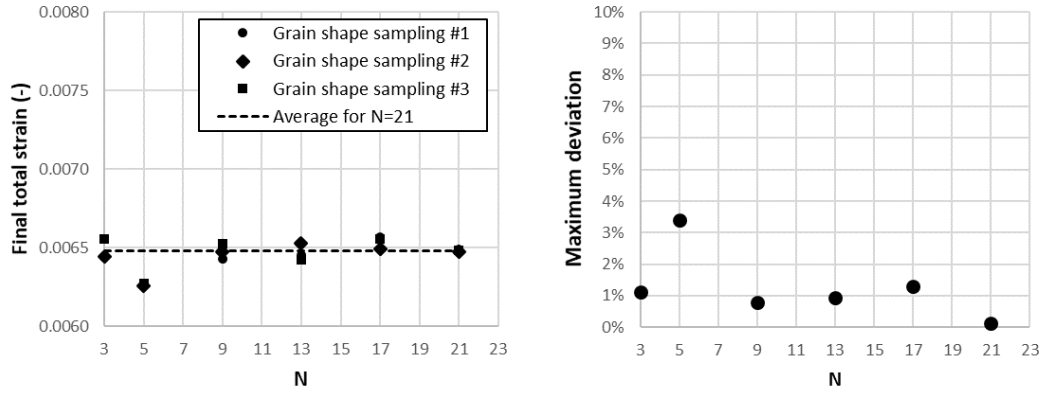 0.0080
0.0075
0.0070
0.0065
0.0060
Final total strain (-)
Grain shape sampling #1
Grain shape sampling #2
Grain shape sampling #3
Average for N=21
3 5 7 9 11 13 15 17 19 21 23
N
10%
9%
8%
7%
6%
5%
4%
3%
2%
1%
0%
Maximum deviation
3 5 7 9 11 13 15 17 19 21 23
N